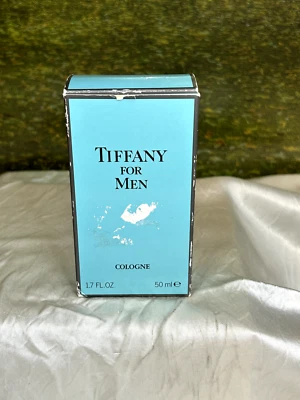 TIFFANY
FOR
MEN
COLOGNE
1.7 FL.OZ 50 ml ℮